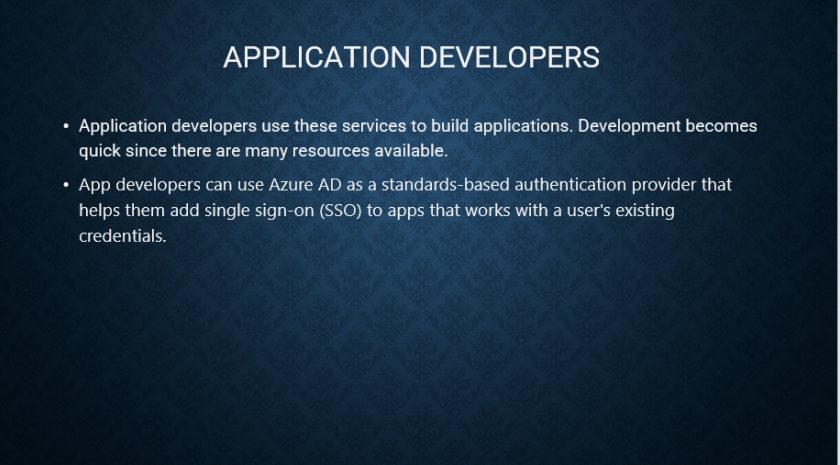 APPLICATION DEVELOPERS
• Application developers use these services to build applications. Development becomes
quick since there are many resources available.
• App developers can use Azure AD as a standards-based authentication provider that
helps them add single sign-on (SSO) to apps that works with a user's existing
credentials.